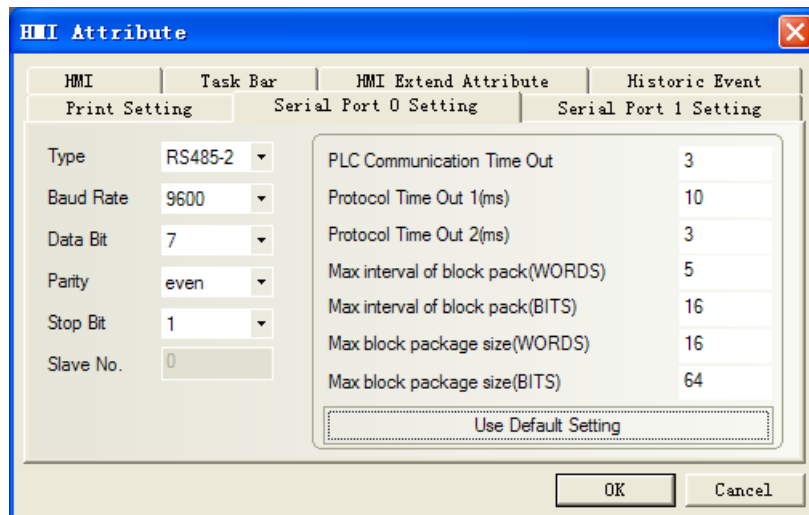 HMI Attribute
HMI Task Bar HMI Extend Attribute Historic Event
Print Setting Serial Port 0 Setting Serial Port 1 Setting
Type RS485-2
Baud Rate 9600
Data Bit 7
Parity even
Stop Bit 1
Slave No. 0
PLC Communication Time Out 3
Protocol Time Out 1(ms) 10
Protocol Time Out 2(ms) 3
Max interval of block pack(WORDS) 5
Max interval of block pack(BITS) 16
Max block package size(WORDS) 16
Max block package size(BITS) 64
Use Default Setting
OK Cancel